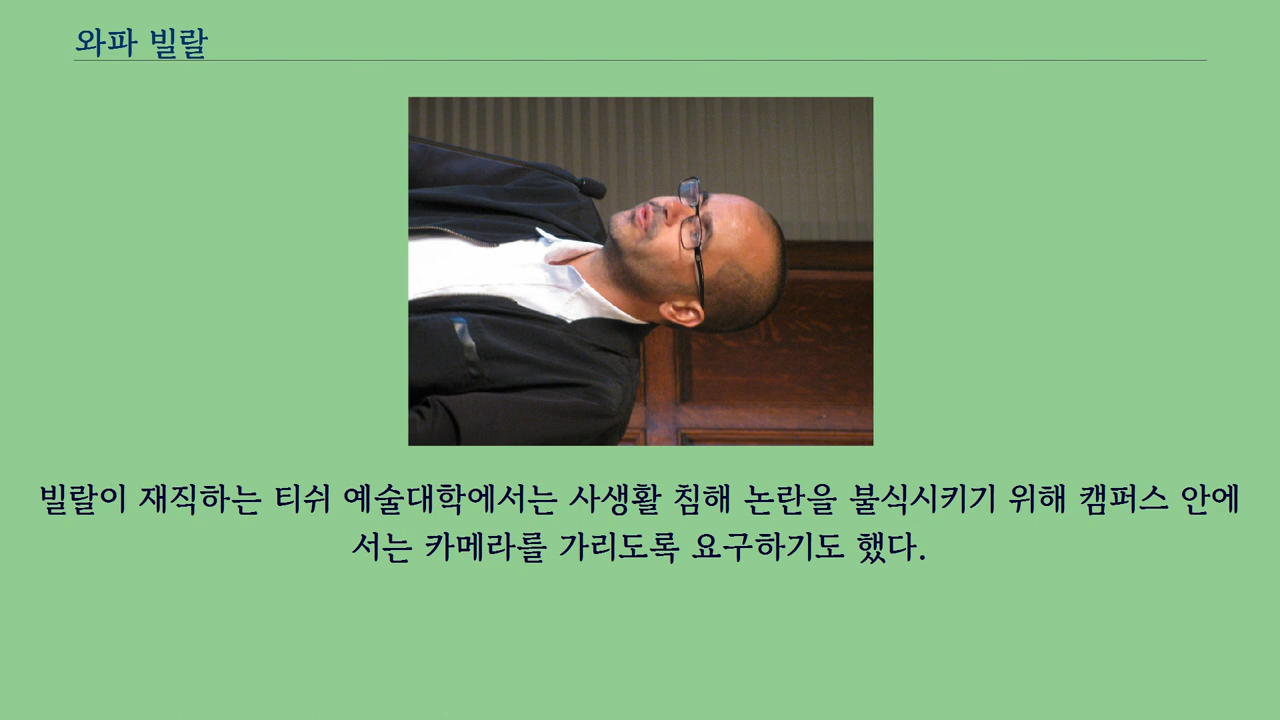 와파 빌랄
빌랄이 재직하는 티쉬 예술대학에서는 사생활 침해 논란을 불식시키기 위해 캠퍼스 안에
서는 카메라를 가리도록 요구하기도 했다.